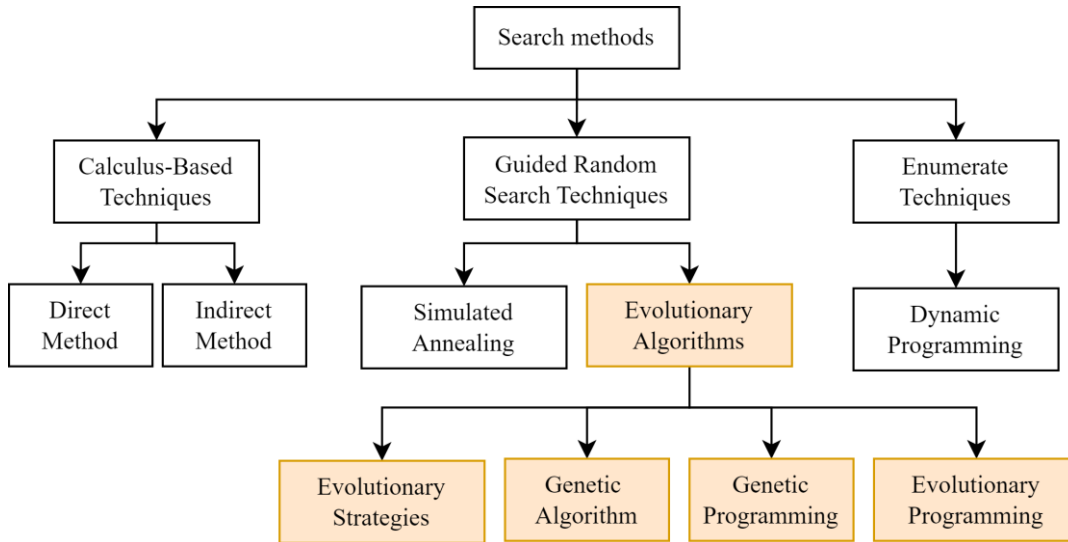 Search methods
Calculus-Based
Techniques
Guided Random
Search Techniques
Enumerate
Techniques
Direct
Method
Indirect
Method
Simulated
Annealing
Evolutionary
Algorithms
Dynamic
Programming
Evolutionary
Strategies
Genetic
Algorithm
Genetic
Programming
Evolutionary
Programming